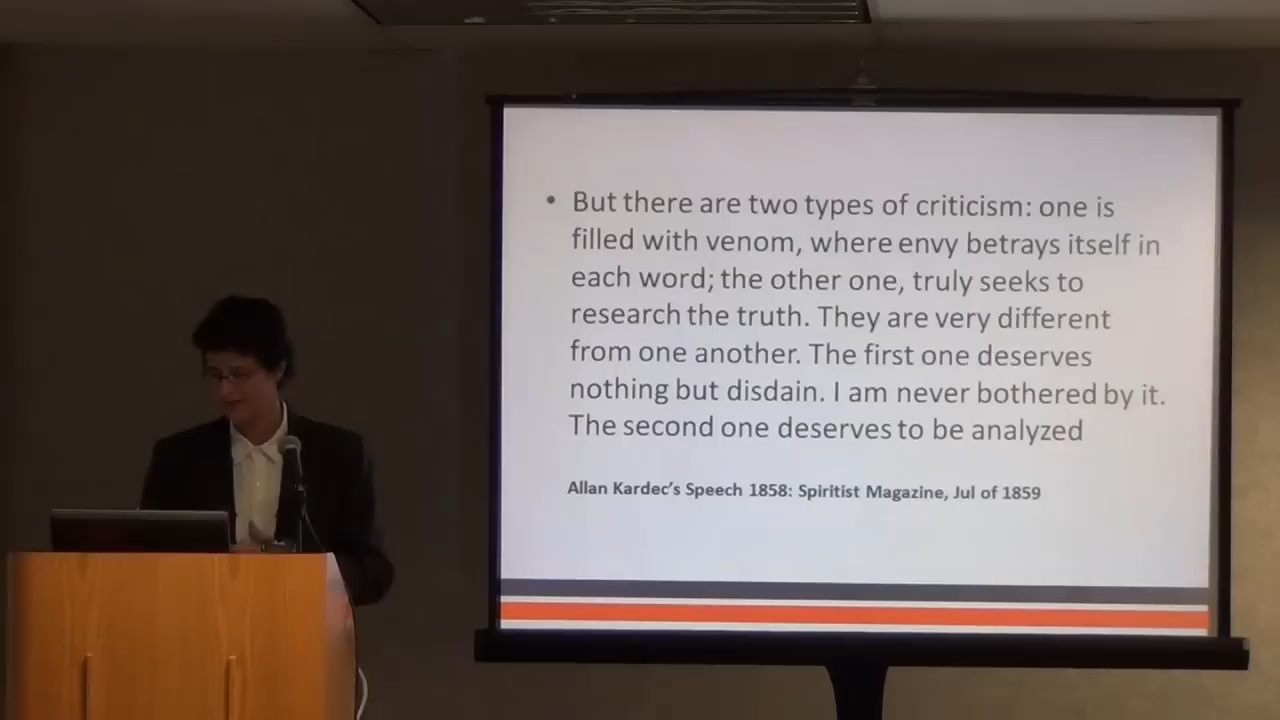 • But there are two types of criticism: one is
filled with venom, where envy betrays itself in
each word; the other one, truly seeks to
research the truth. They are very different
from one another. The first one deserves
nothing but disdain. I am never bothered by it.
The second one deserves to be analyzed
Allan Kardec's Speech 1858: Spiritist Magazine, Jul of 1859